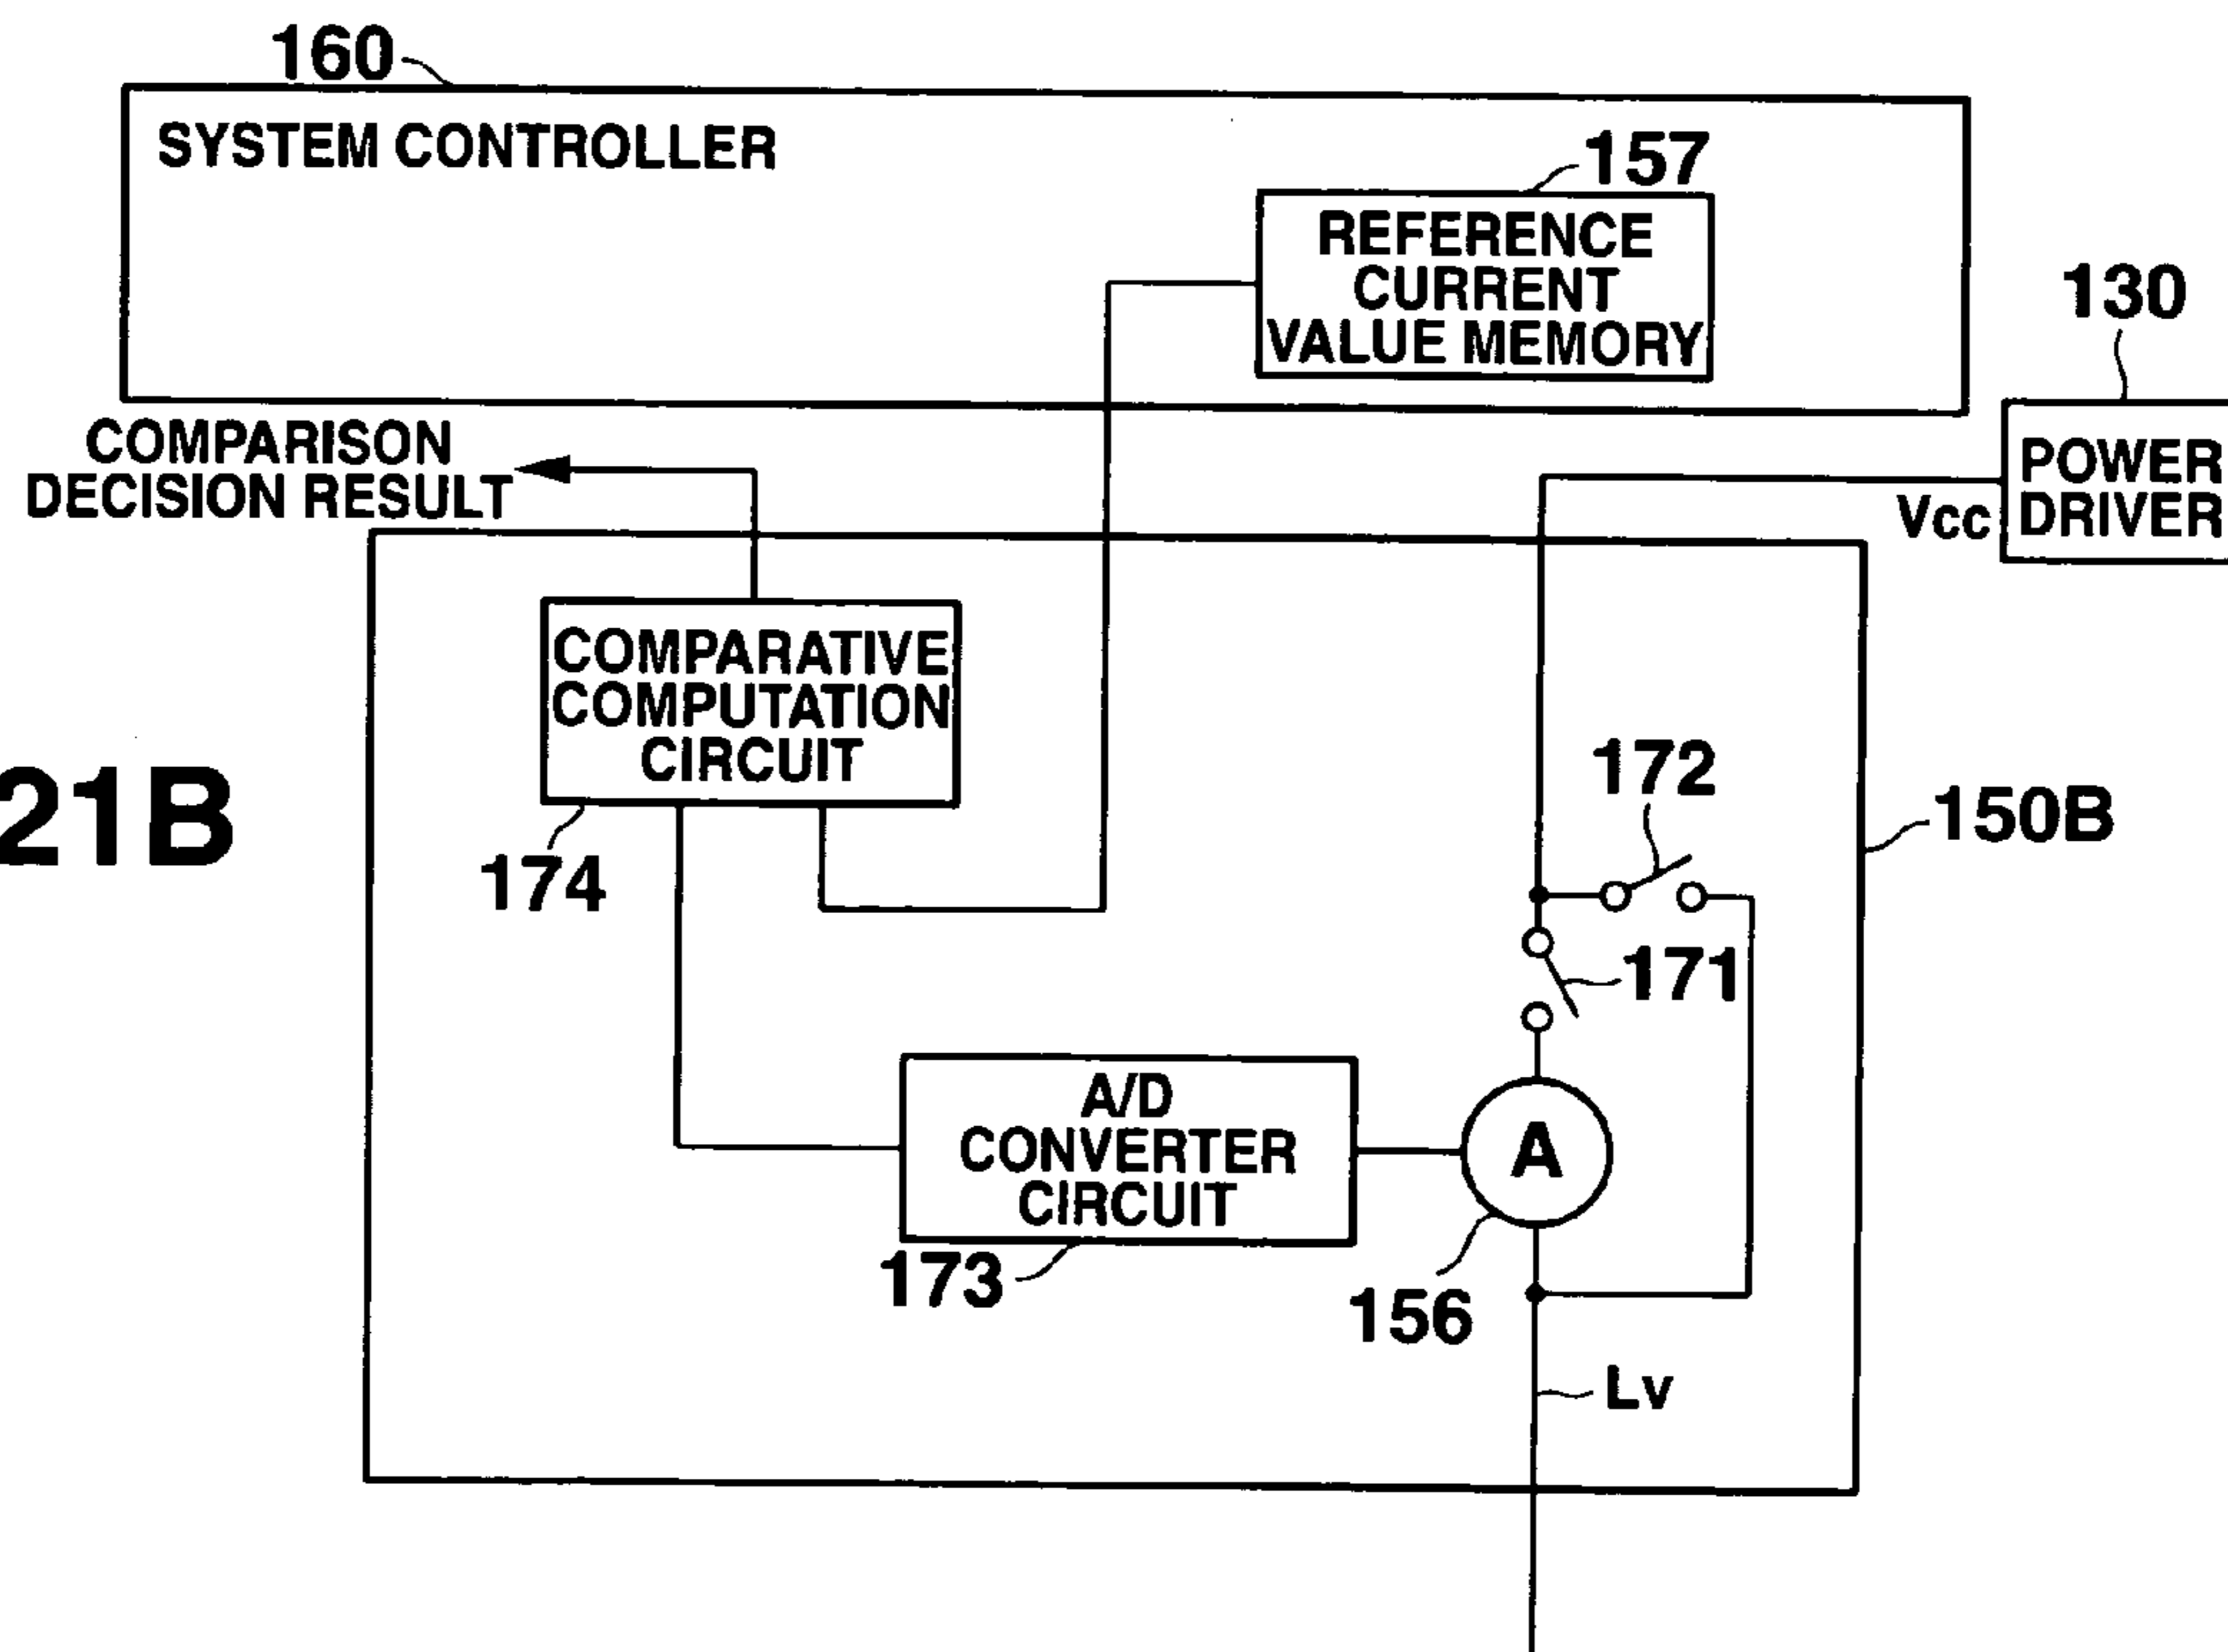 160
SYSTEM CONTROLLER
157
REFERENCE
CURRENT
VALUE MEMORY
130
COMPARISON
DECISION RESULT
POWER
DRIVER
Vcc
COMPARATIVE
COMPUTATION
CIRCUIT
172
21B
150B
174
171
A/D
CONVERTER
CIRCUIT
A
173
156
Lv